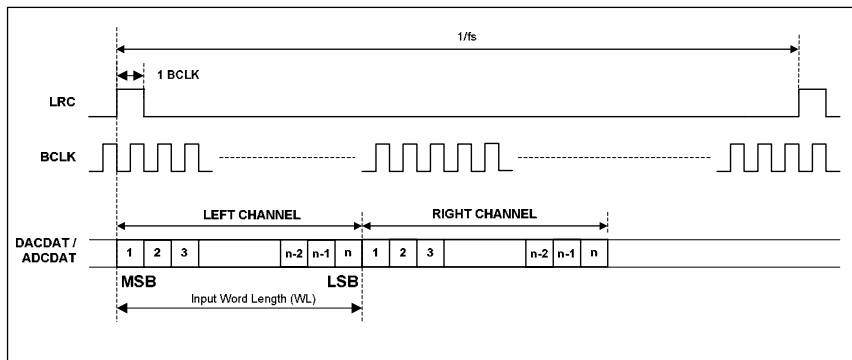 1/fs
1 BCLK
LRC
BCLK
LEFT CHANNEL
RIGHT CHANNEL
DACDAT /
ADCDAT
1 2 3 n-2 n-1 n 1 2 3 n-2 n-1 n
MSB LSB
Input Word Length (WL)